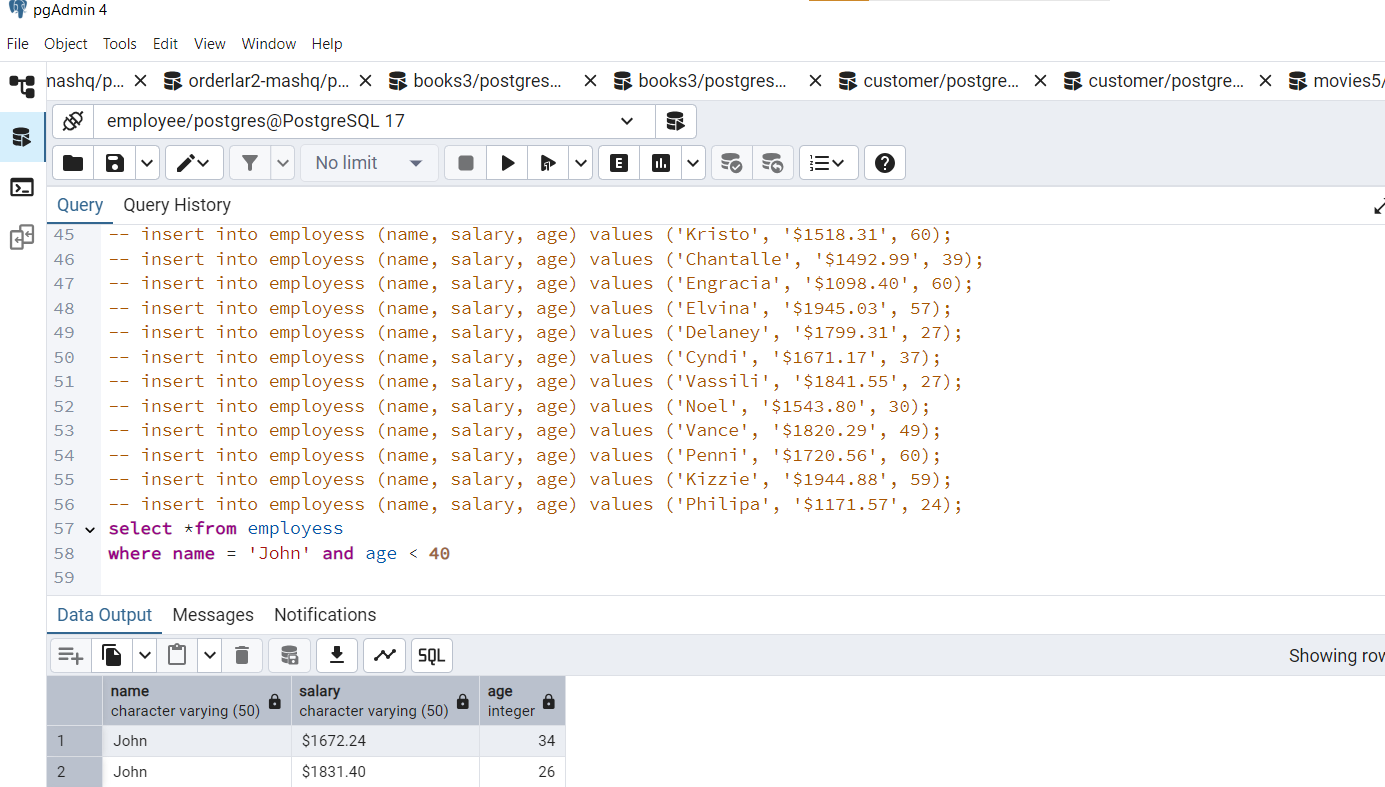 pgAdmin 4
File Object Tools Edit View Window Help
nashq/p... orderlar2-mashq/p... books3/postgres... books3/postgres... customer/postgre... customer/postgre... movies5/
employee/postgres@PostgreSQL 17
No limit E
Query Query History
45 -- insert into employess (name, salary, age) values ('Kristo', '$1518.31', 60);
46 -- insert into employess (name, salary, age) values ('Chantalle', '$1492.99', 39);
47 -- insert into employess (name, salary, age) values ('Engracia', '$1098.40', 60);
48 -- insert into employess (name, salary, age) values ('Elvina', '$1945.03', 57);
49 -- insert into employess (name, salary, age) values ('Delaney', '$1799.31', 27);
50 -- insert into employess (name, salary, age) values ('Cyndi', '$1671.17', 37);
51 -- insert into employess (name, salary, age) values ('Vassili', '$1841.55', 27);
52 -- insert into employess (name, salary, age) values ('Noel', '$1543.80', 30);
53 -- insert into employess (name, salary, age) values ('Vance', '$1820.29', 49);
54 -- insert into employess (name, salary, age) values ('Penni', '$1720.56', 60);
55 -- insert into employess (name, salary, age) values ('Kizzie', '$1944.88', 59);
56 -- insert into employess (name, salary, age) values ('Philipa', '$1171.57', 24);
57 select *from employess
58 where name = 'John' and age < 40
59
Data Output Messages Notifications
SQL Showing rov
name salary age
character varying (50) character varying (50) integer
1 John $1672.24 34
2 John $1831.40 26